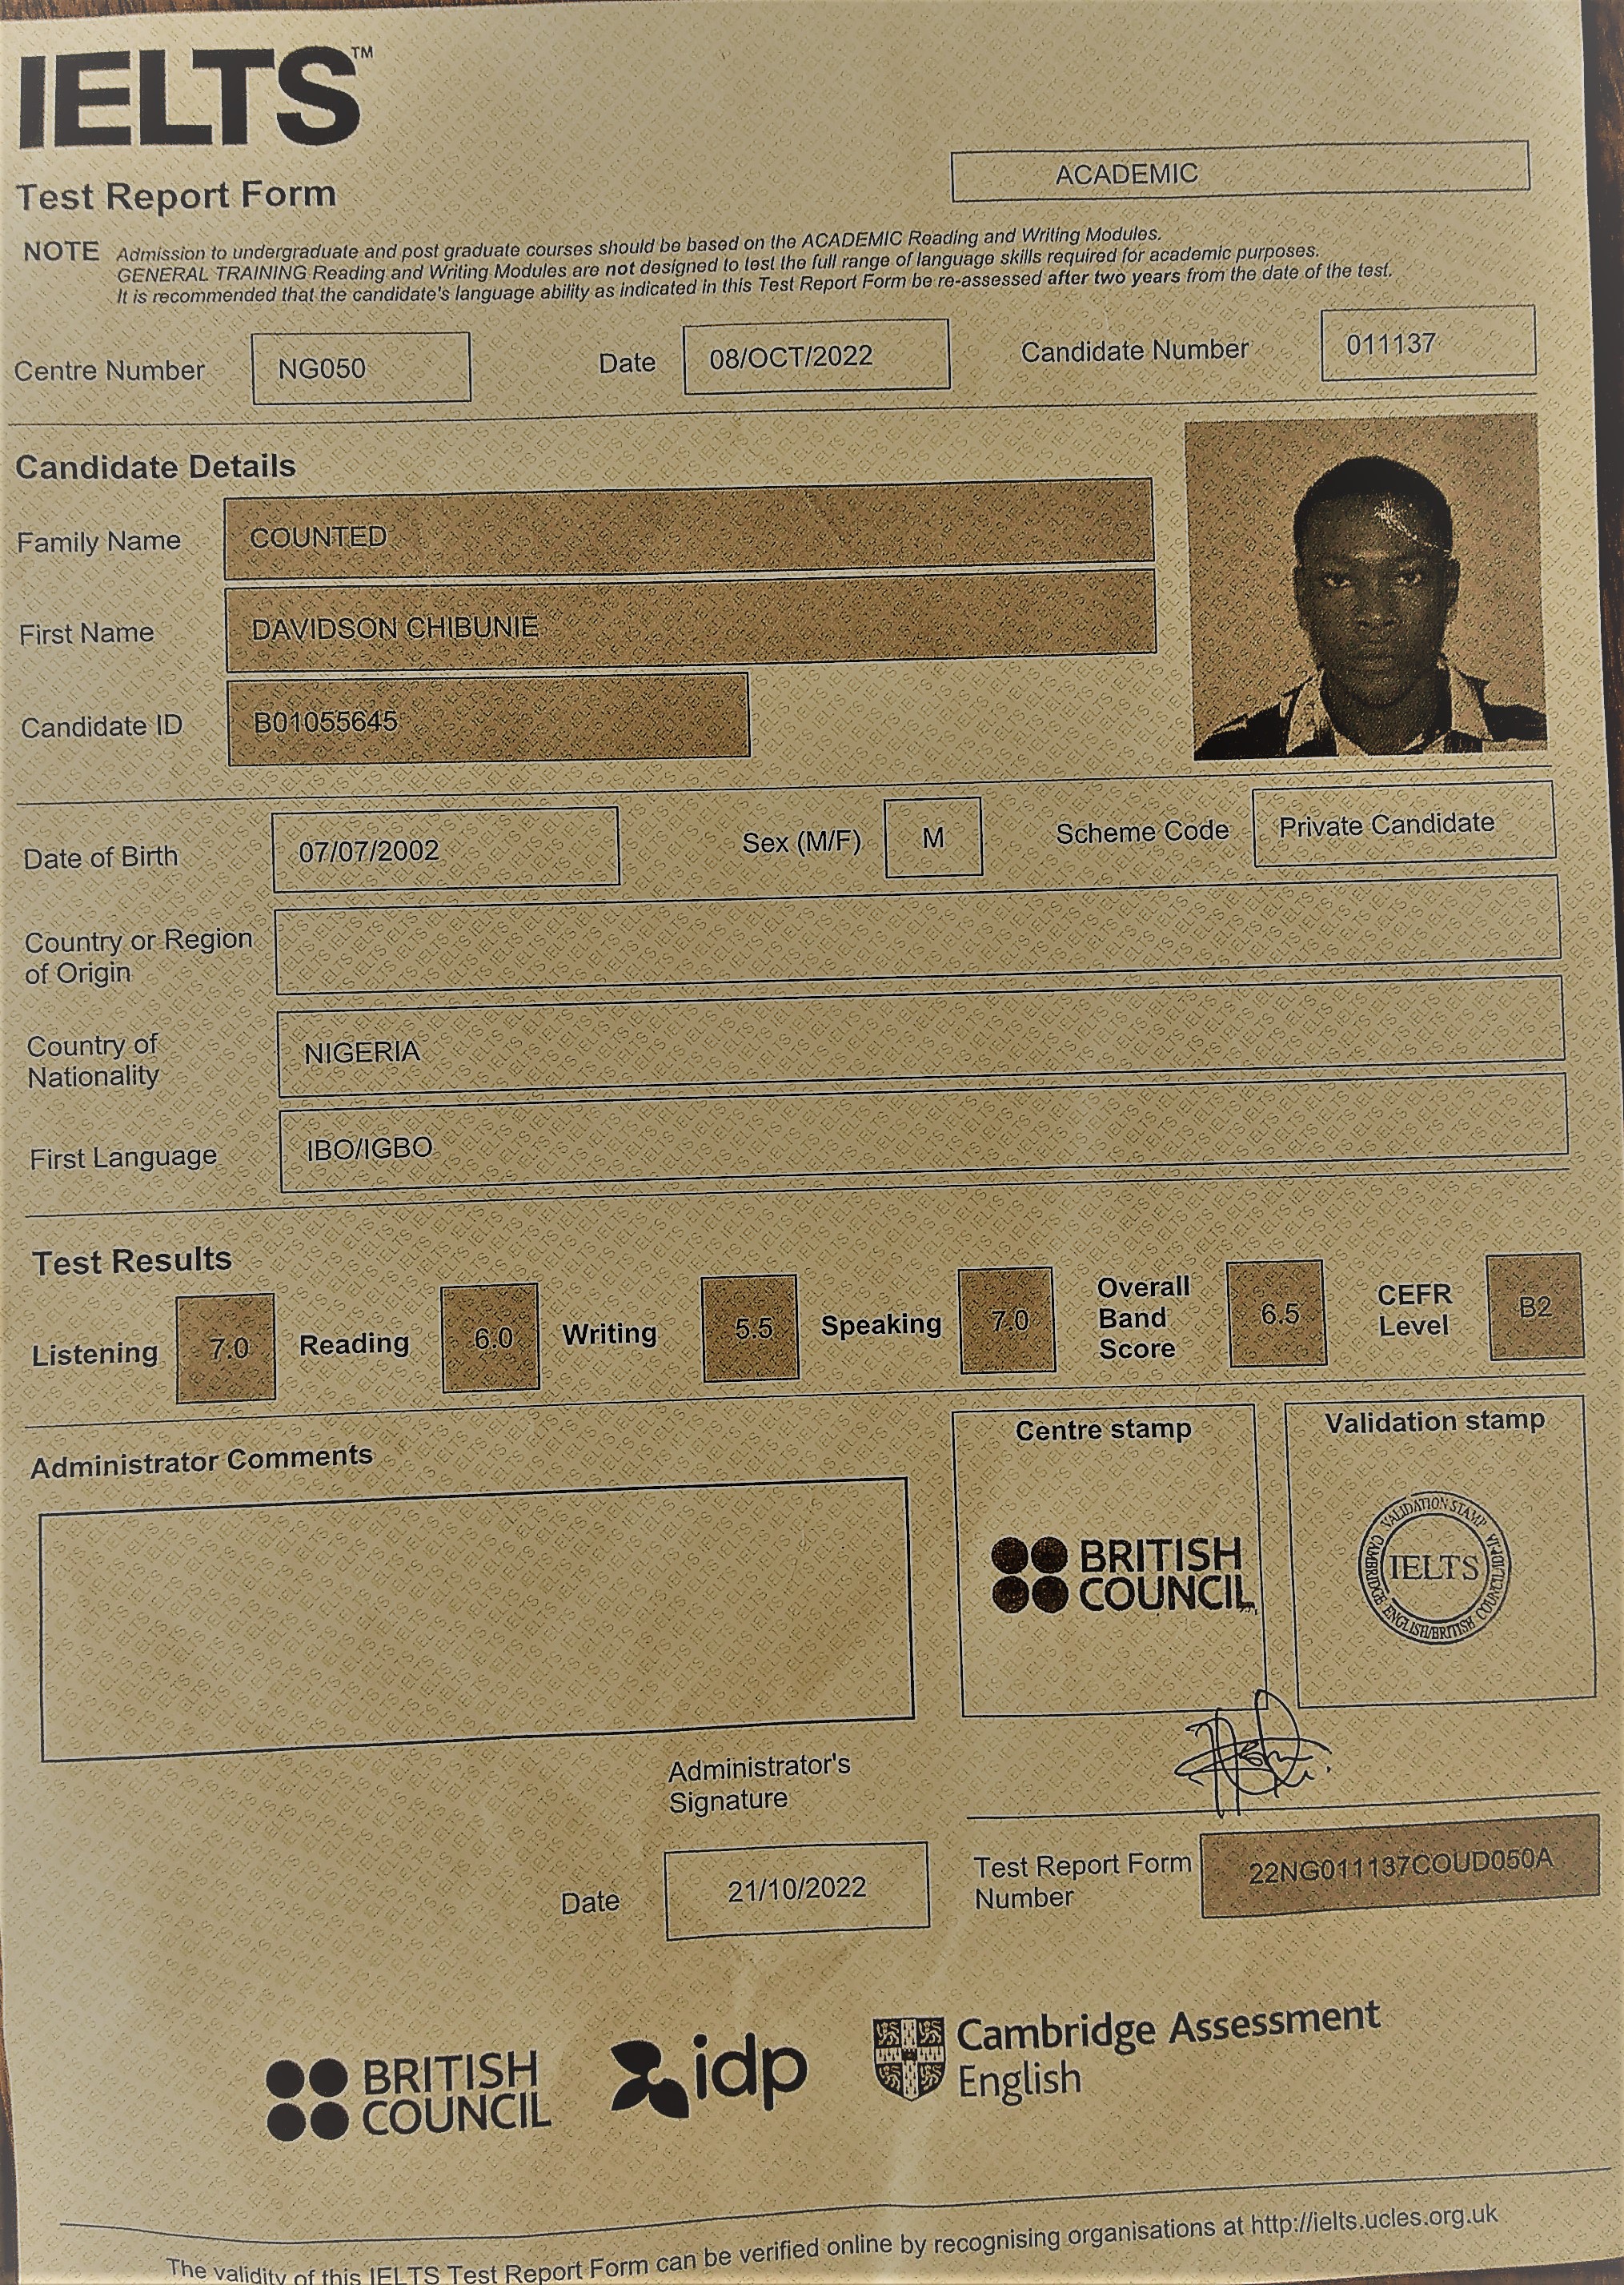 IELTS™
Test Report Form
ACADEMIC
NOTE Admission to undergraduate and post graduate courses should be based on the ACADEMIC Reading and Writing Modules.
GENERAL TRAINING Reading and Writing Modules are not designed to test the full range of language skills required for academic purposes.
It is recommended that the candidate's language ability as indicated in this Test Report Form be re-assessed after two years from the date of the test.
Centre Number NG050 Date 08/OCT/2022 Candidate Number 011137
Candidate Details
Family Name COUNTED
First Name DAVIDSON CHIBUNIE
Candidate ID B01055645
Date of Birth 07/07/2002 Sex (M/F) M Scheme Code Private Candidate
Country or Region
of Origin
Country of
Nationality NIGERIA
First Language IBO/IGBO
Test Results
Listening 7.0 Reading 6.0 Writing 5.5 Speaking 7.0 Overall Band Score 6.5 CEFR Level B2
Administrator Comments
Centre stamp
BRITISH
COUNCIL
Validation stamp
VALIDATION STAMP
IELTS
CAMBRIDGE ENGLISH/BRITISH COUNCIL/IDP:IA
Administrator's
Signature
Date 21/10/2022
Test Report Form
Number 22NG011137COUD050A
BRITISH
COUNCIL
idp
Cambridge Assessment
English
The validity of this IELTS Test Report Form can be verified online by recognising organisations at http://ielts.ucles.org.uk